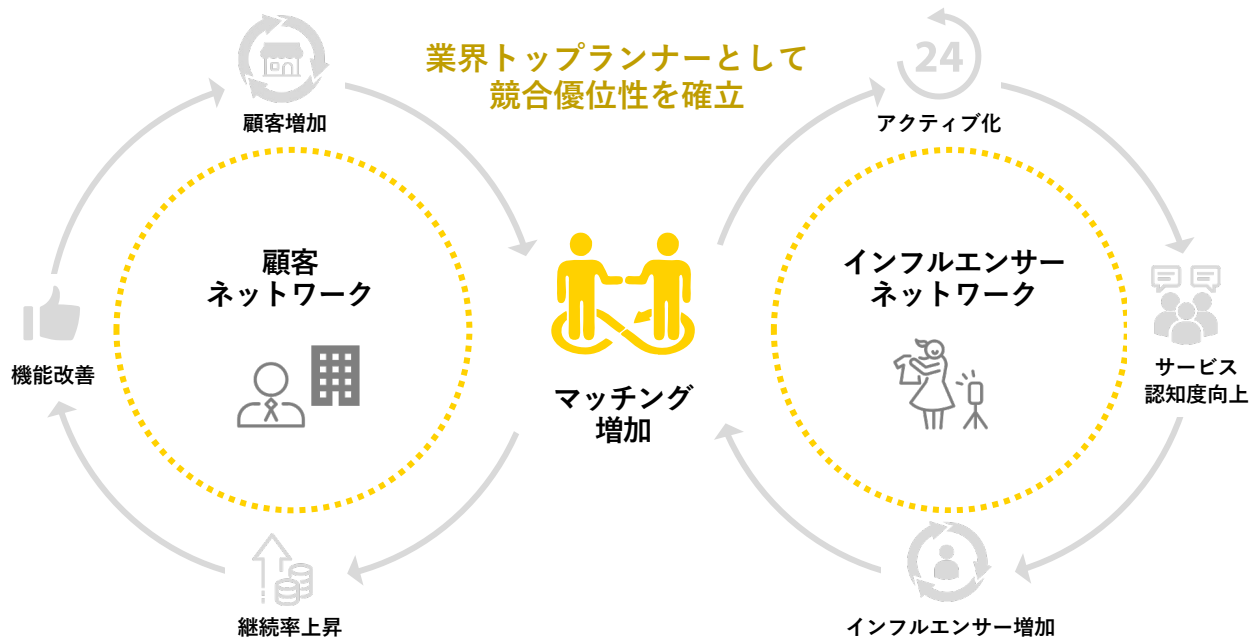 業界トップランナーとして
競合優位性を確立
24
顧客増加
アクティブ化
顧客
ネットワーク
インフルエンサー
ネットワーク
機能改善
マッチング
増加
サービス
認知度向上
継続率上昇
インフルエンサー増加